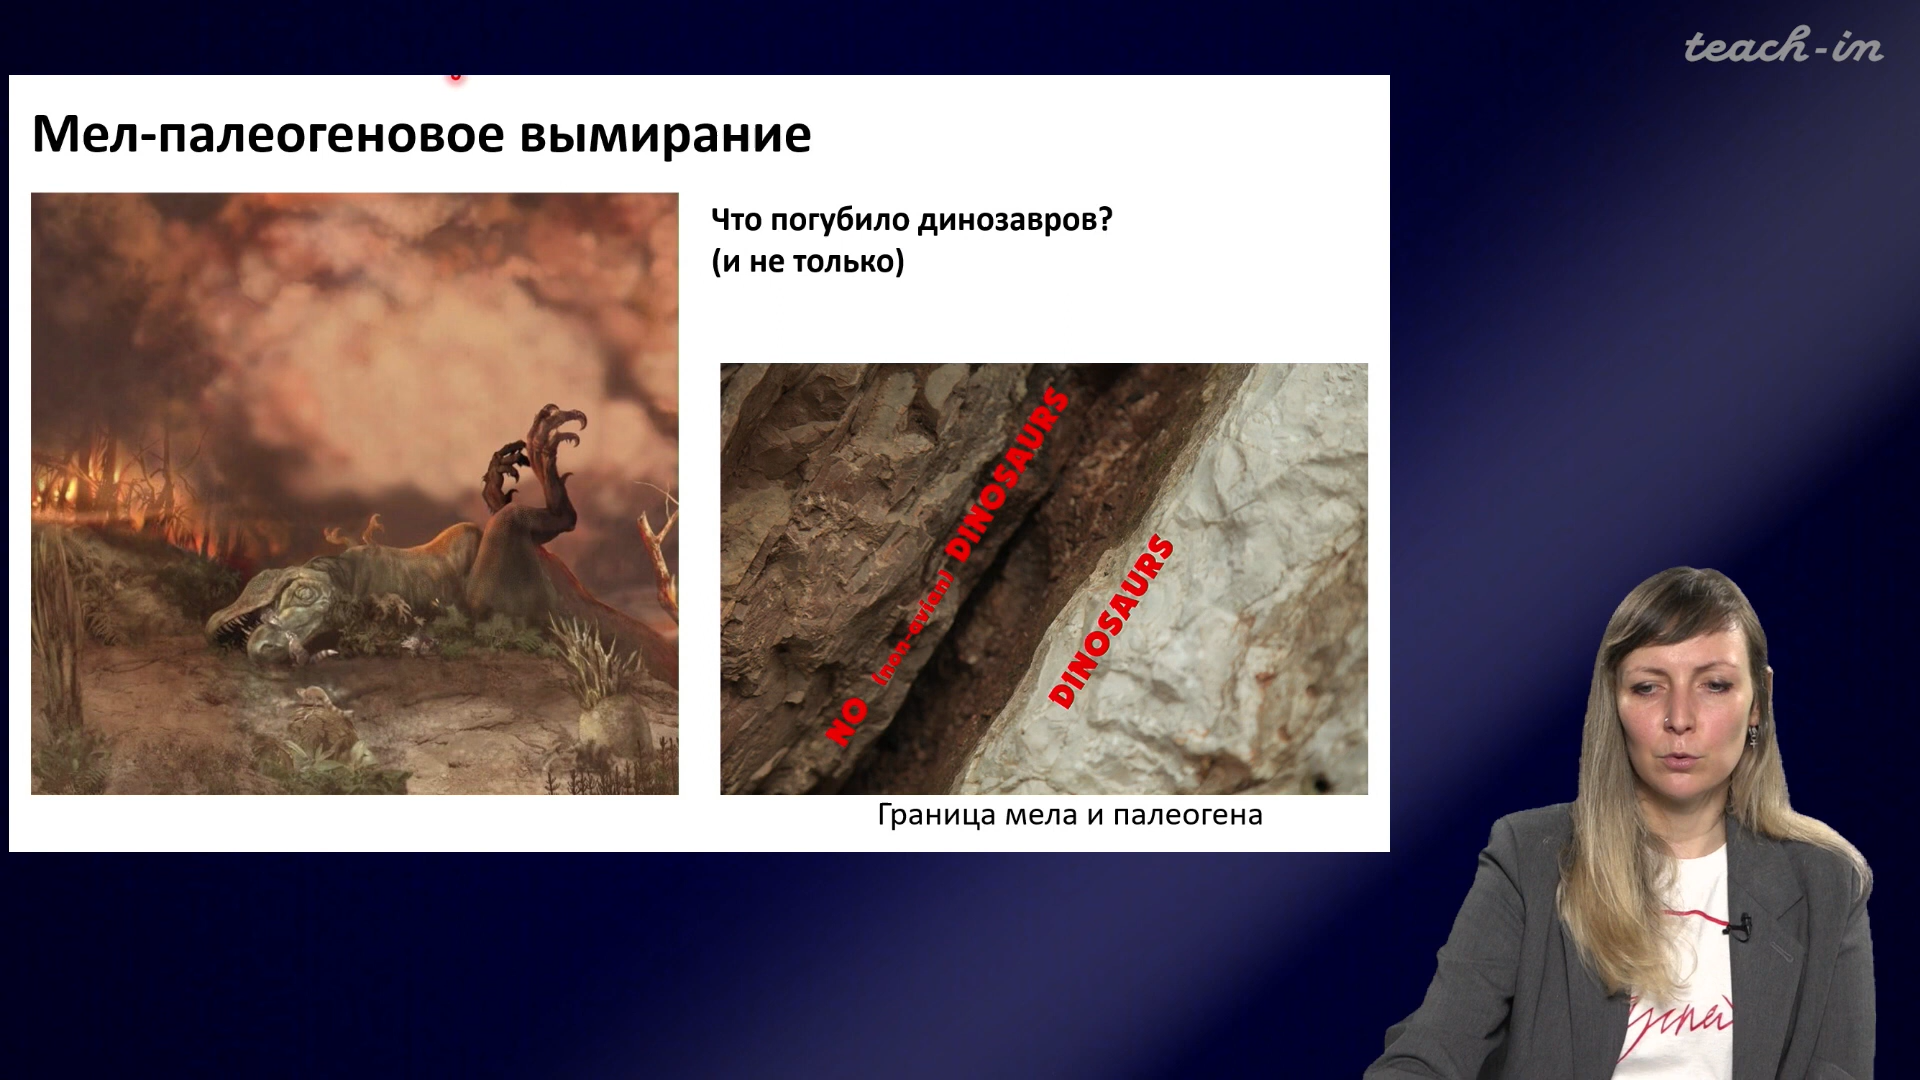 teach-in
Мел-палеогеновое вымирание
Что погубило динозавров?
(и не только)
NO (non-avian) DINOSAURS
DINOSAURS
Граница мела и палеогена